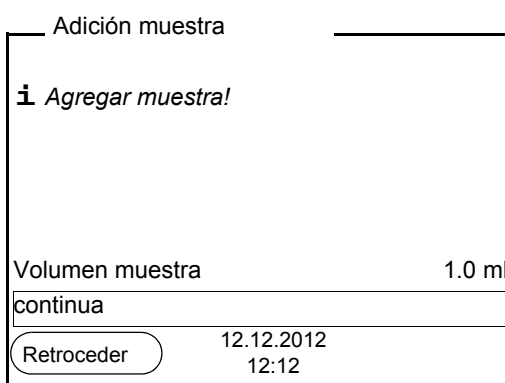 Adición muestra
i Agregar muestra!
Volumen muestra 1.0 ml
continua
Retroceder 12.12.2012
12:12